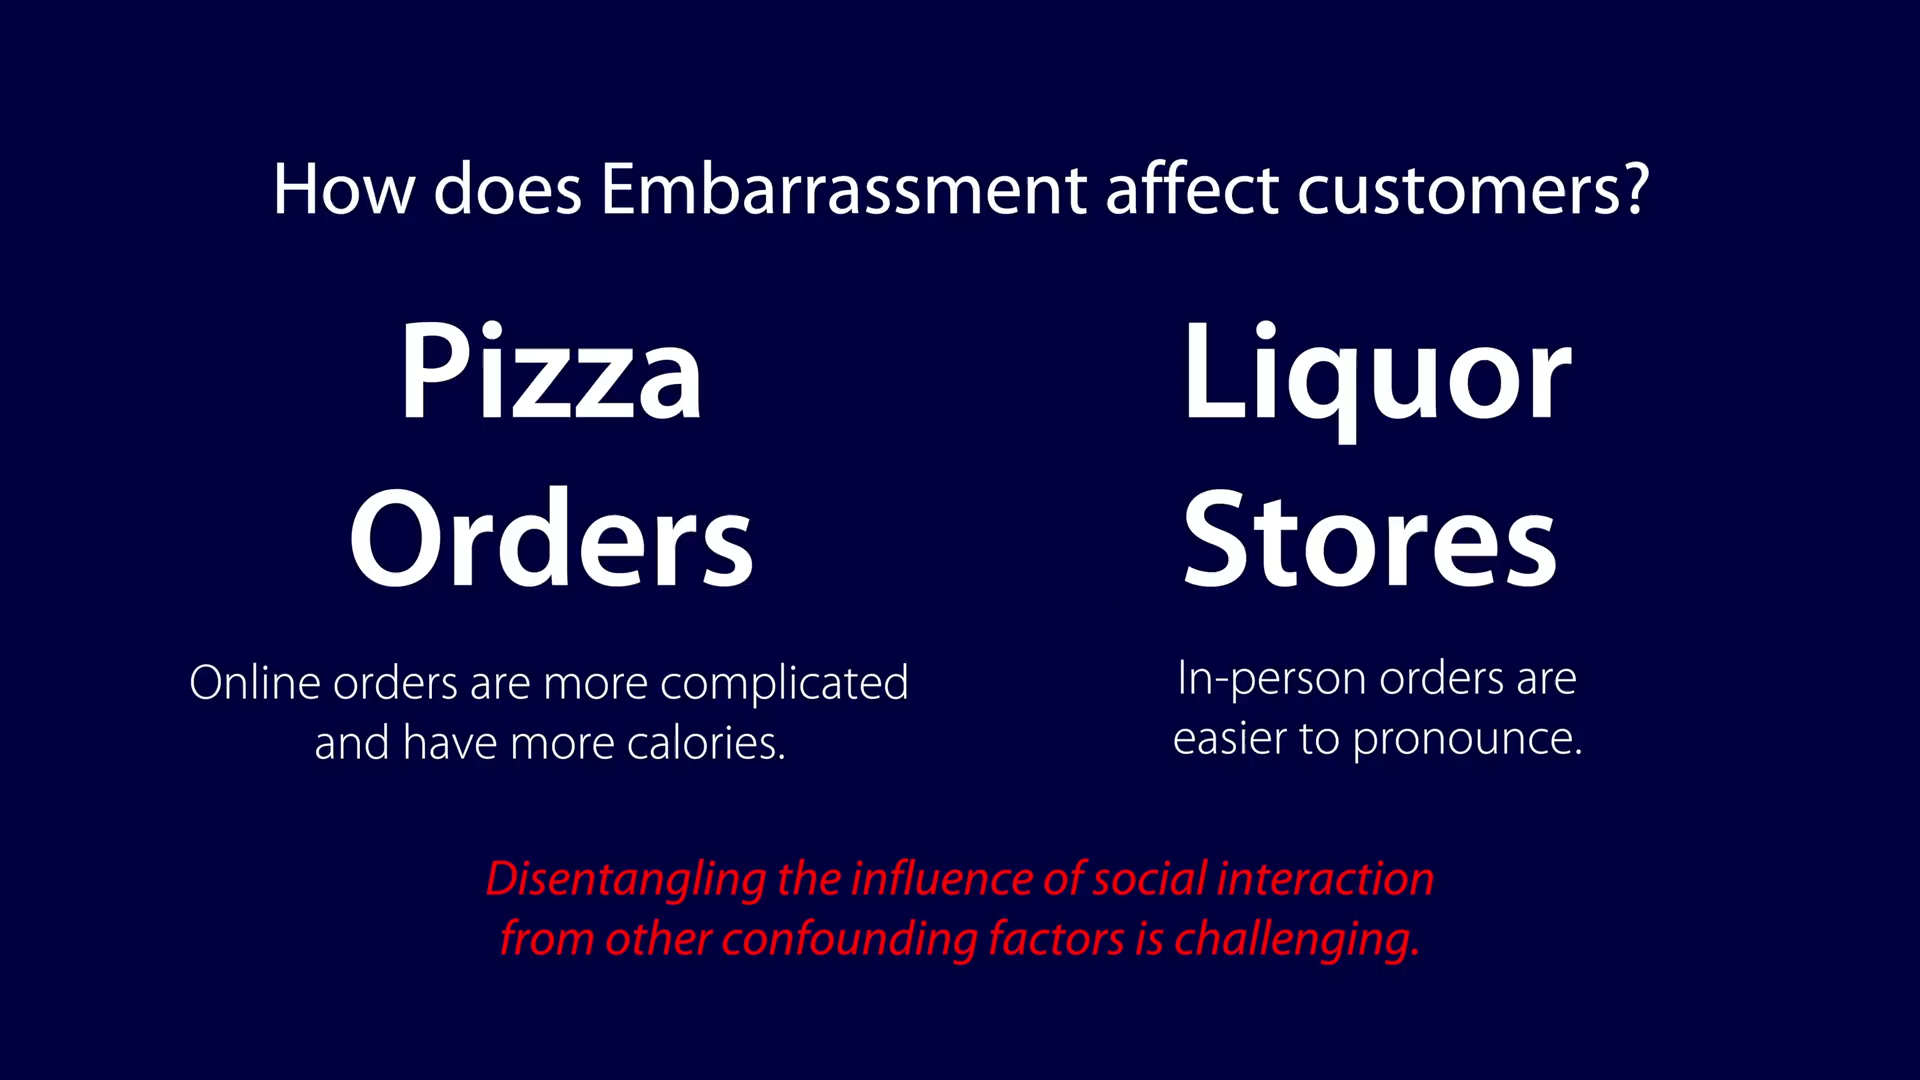 How does Embarrassment affect customers?
Pizza
Orders
Online orders are more complicated
and have more calories.
Liquor
Stores
In-person orders are
easier to pronounce.
Disentangling the influence of social interaction
from other confounding factors is challenging.